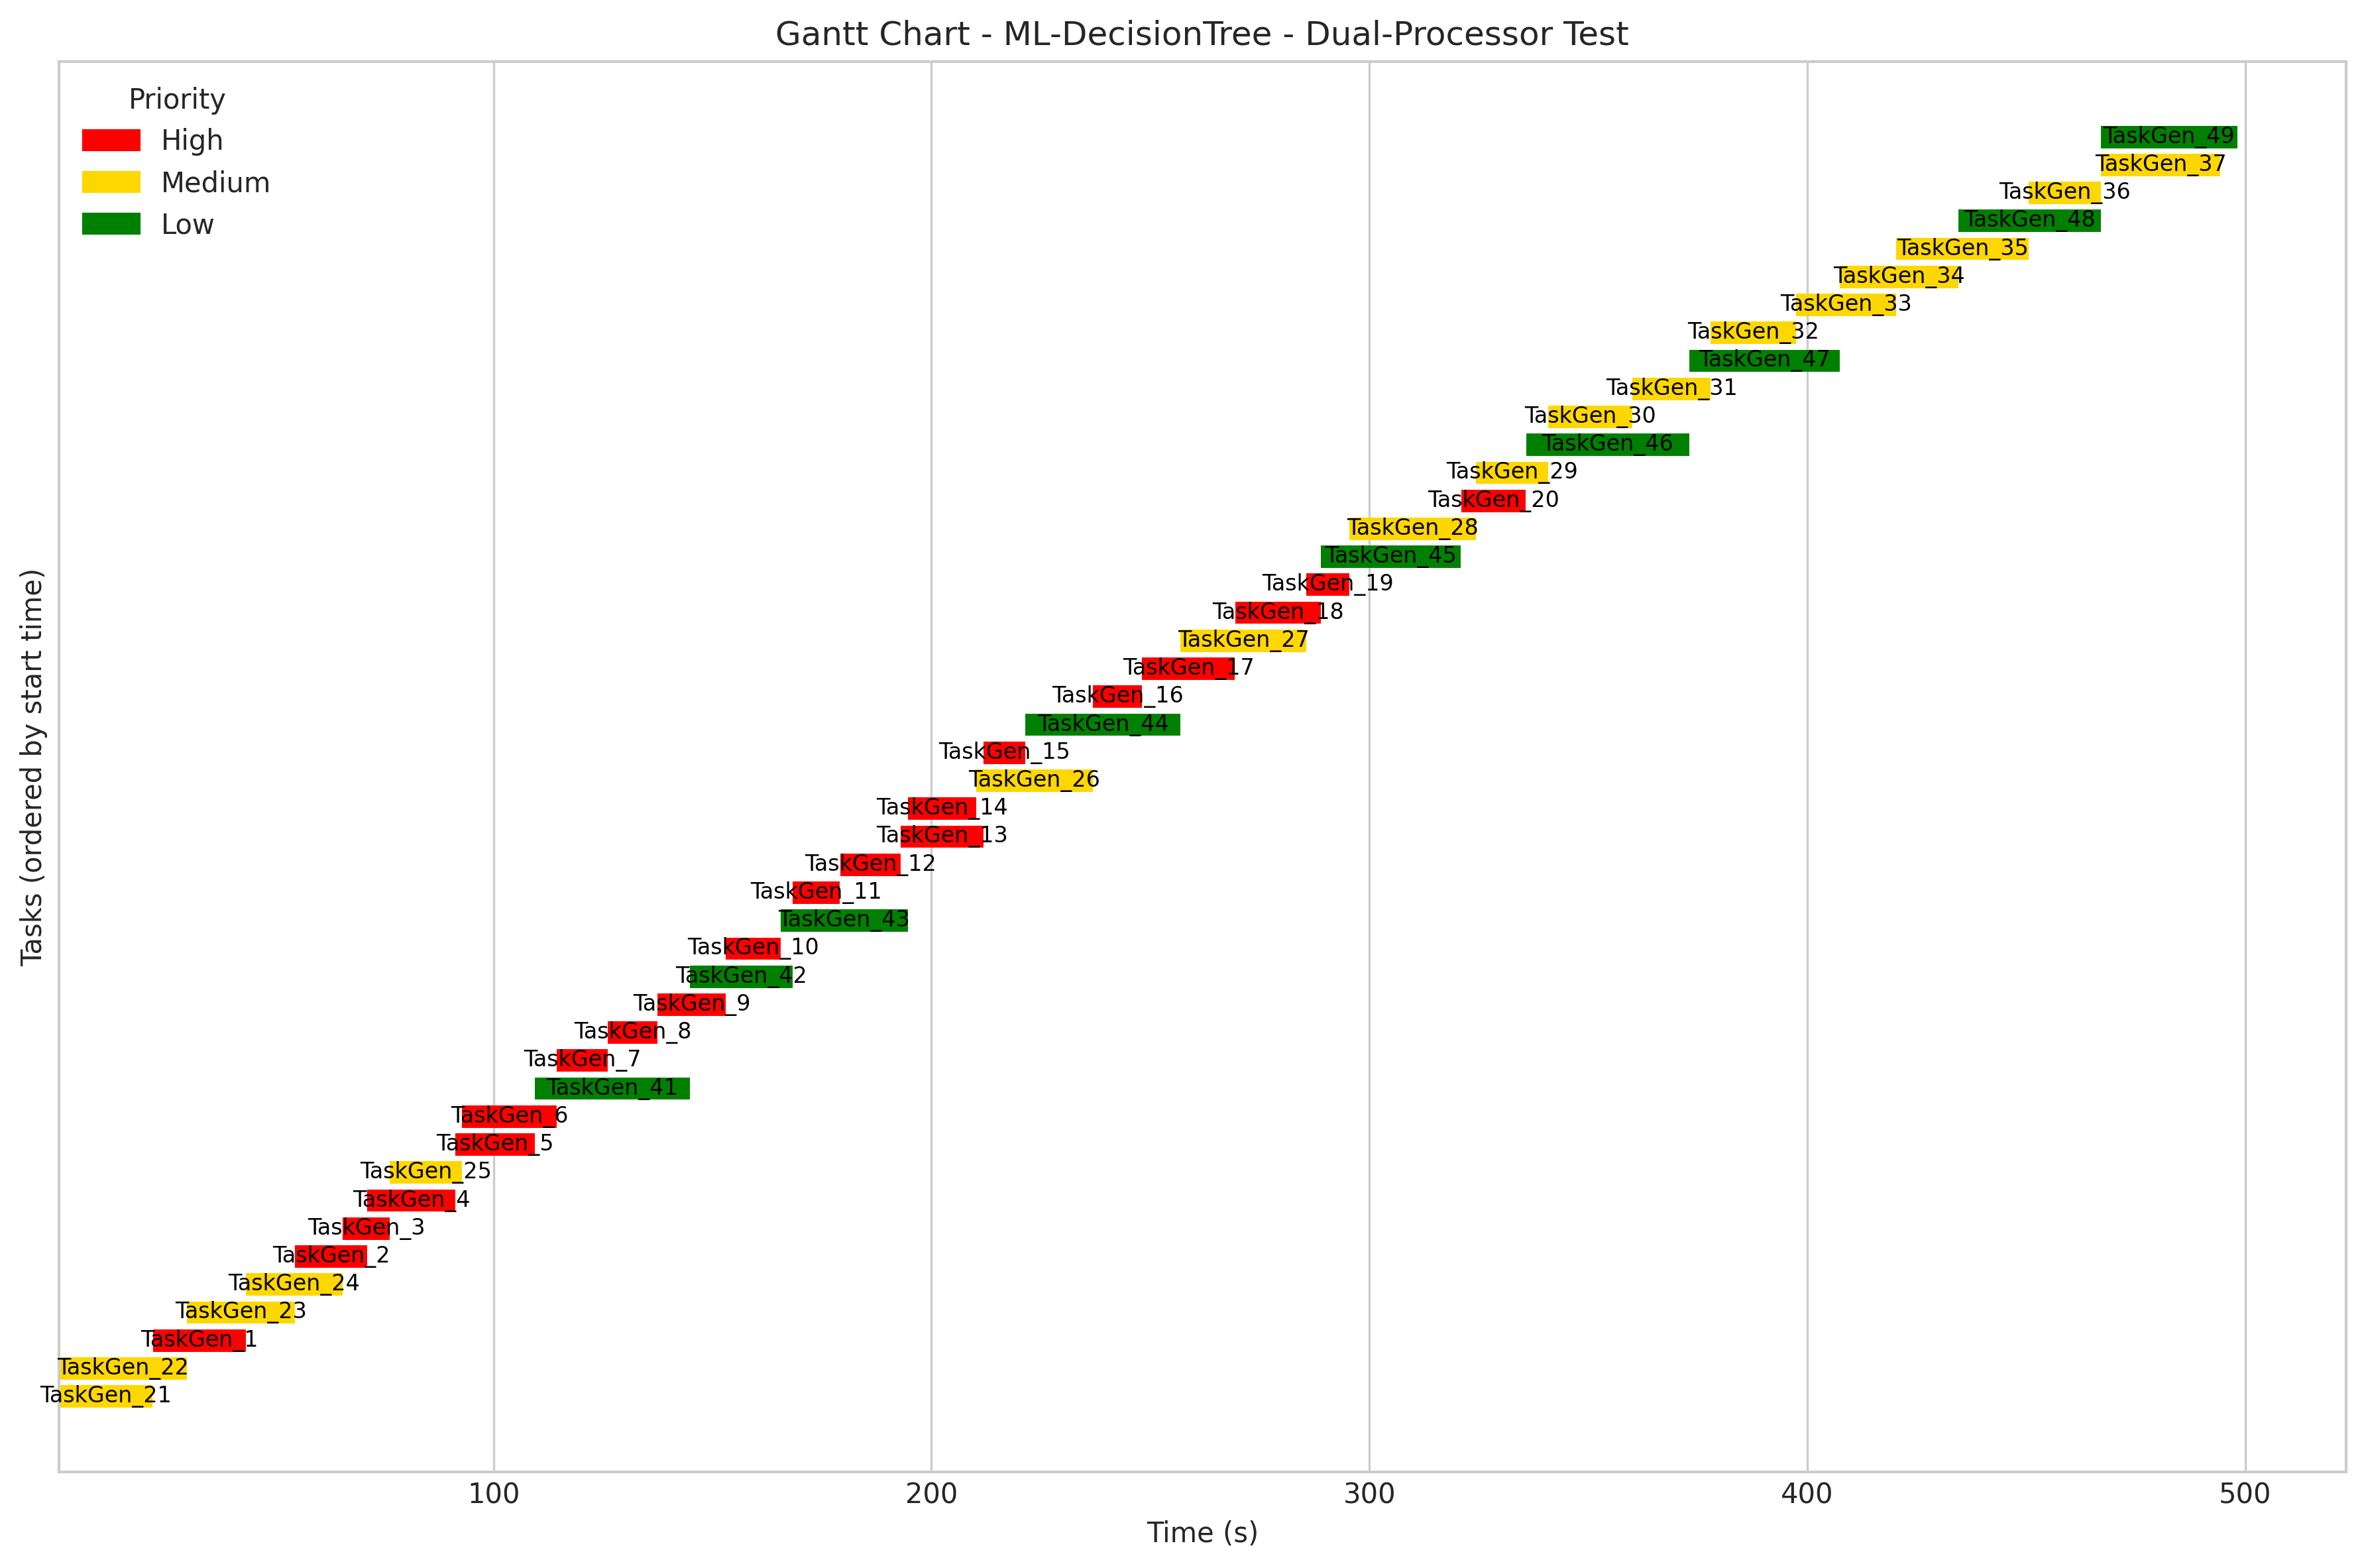 Gantt Chart - ML-DecisionTree - Dual-Processor Test
Priority
High
Medium
Low
TaskGen_49
TaskGen_37
TaskGen_36
TaskGen_48
TaskGen_35
TaskGen_34
TaskGen_33
TaskGen_32
TaskGen_47
TaskGen_31
TaskGen_30
TaskGen_46
TaskGen_29
TaskGen_20
TaskGen_28
TaskGen_45
TaskGen_19
TaskGen_18
TaskGen_27
TaskGen_17
TaskGen_16
TaskGen_44
TaskGen_15
TaskGen_26
TaskGen_14
TaskGen_13
TaskGen_12
TaskGen_11
TaskGen_43
TaskGen_10
TaskGen_42
TaskGen_9
TaskGen_8
TaskGen_7
TaskGen_41
TaskGen_6
TaskGen_5
TaskGen_25
TaskGen_4
TaskGen_3
TaskGen_2
TaskGen_24
TaskGen_23
TaskGen_1
TaskGen_22
TaskGen_21
Tasks (ordered by start time)
100 200 300 400 500
Time (s)